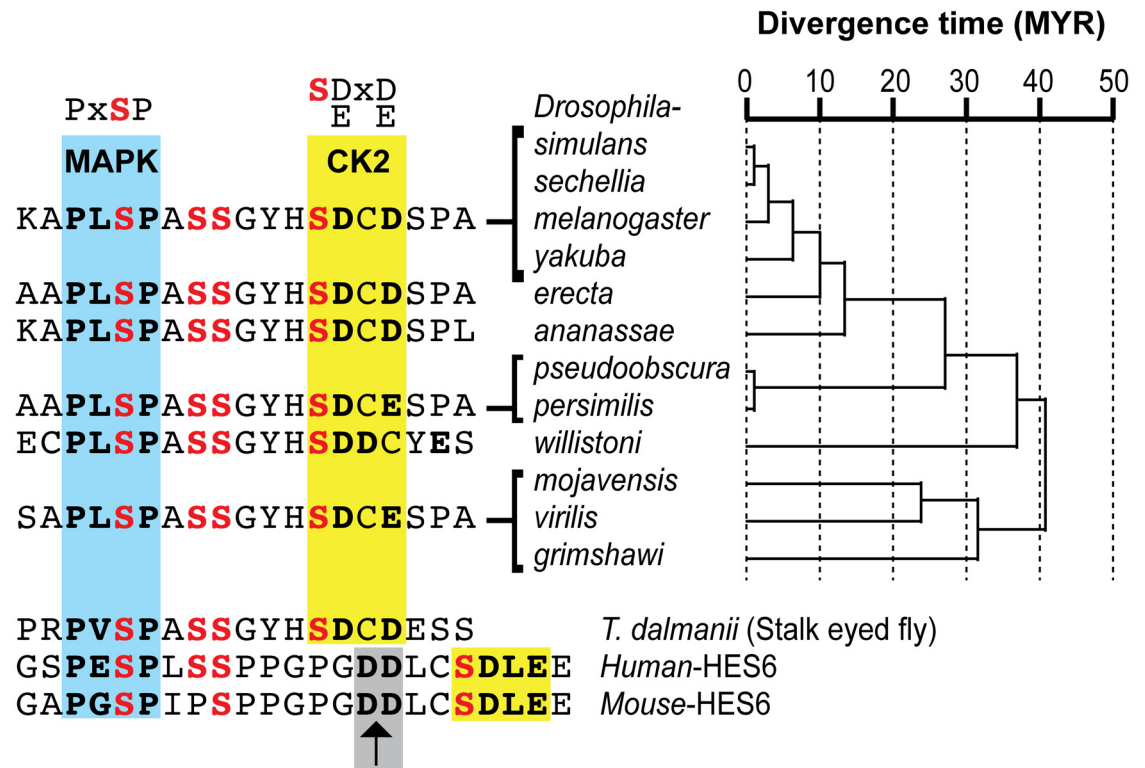 Divergence time (MYR)
0 10 20 30 40 50
SDxD
E E
PxSP
Drosophila-
MAPK
CK2
simulans
sechellia
KAPLSPASSGYHSDCDSPA
melanogaster
yakuba
AAPLSPASSGYHSDCDSPA
erecta
KAPLSPASSGYHSDCDSPL
ananassae
pseudoobscura
AAPLSPASSGYHSDCESPA
persimilis
ECPLSPASSGYHSDDCYES
willistoni
mojavensis
SAPLSPASSGYHSDCESPA
virilis
grimshawi
PRPVSPASSGYHSDCDESS
T. dalmanii (Stalk eyed fly)
GSPESPLSSPPGPGDDLCSDLEE
Human-HES6
GAPGSPIPSPPGPGDDLCSDLEE
Mouse-HES6